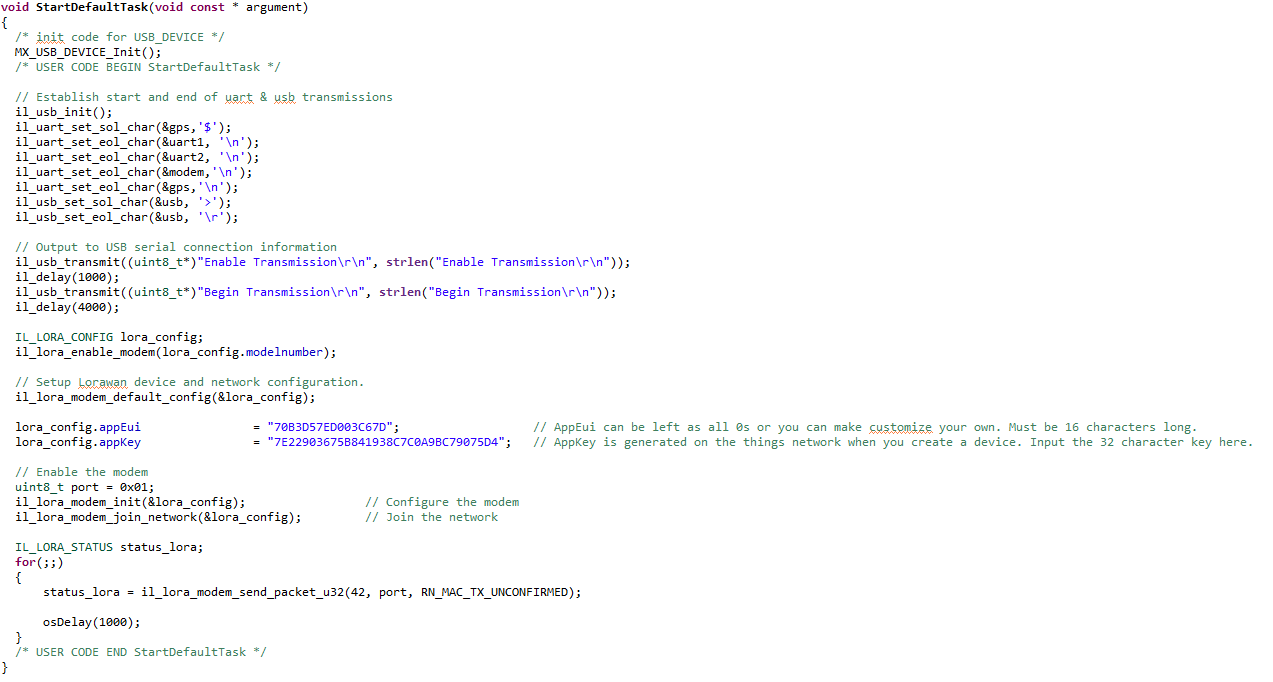 void StartDefaultTask(void const * argument)
{
  /* init code for USB_DEVICE */
  MX_USB_DEVICE_Init();
  /* USER CODE BEGIN StartDefaultTask */

  // Establish start and end of uart & usb transmissions
  il_usb_init();
  il_uart_set_sol_char(&gps,'$');
  il_uart_set_eol_char(&uart1, '\n');
  il_uart_set_eol_char(&uart2, '\n');
  il_uart_set_eol_char(&modem,'\n');
  il_uart_set_eol_char(&gps,'\n');
  il_usb_set_sol_char(&usb, '>');
  il_usb_set_eol_char(&usb, '\r');

  // Output to USB serial connection information
  il_usb_transmit((uint8_t*)"Enable Transmission\r\n", strlen("Enable Transmission\r\n"));
  il_delay(1000);
  il_usb_transmit((uint8_t*)"Begin Transmission\r\n", strlen("Begin Transmission\r\n"));
  il_delay(4000);

  IL_LORA_CONFIG lora_config;
  il_lora_enable_modem(lora_config.modelnumber);

  // Setup Lorawan device and network configuration.
  il_lora_modem_default_config(&lora_config);

  lora_config.appEui                = "70B3D57ED003C67D";                   // AppEui can be left as all 0s or you can make customize your own. Must be 16 characters long.
  lora_config.appKey                = "7E22903675B841938C7C0A9BC79075D4";   // AppKey is generated on the things network when you create a device. Input the 32 character key here.

  // Enable the modem
  uint8_t port = 0x01;
  il_lora_modem_init(&lora_config);                 // Configure the modem
  il_lora_modem_join_network(&lora_config);         // Join the network

  IL_LORA_STATUS status_lora;
  for(;;)
  {
      status_lora = il_lora_modem_send_packet_u32(42, port, RN_MAC_TX_UNCONFIRMED);

      osDelay(1000);
  }
  /* USER CODE END StartDefaultTask */
}